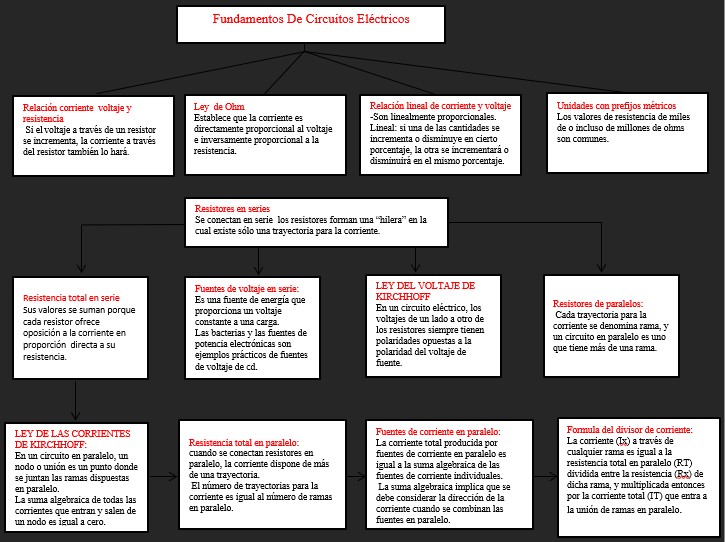 Fundamentos De Circuitos Eléctricos
Relación corriente voltaje y
resistencia
Si el voltaje a través de un resistor
se incrementa, la corriente a través
del resistor también lo hará.
Ley de Ohm
Establece que la corriente es
directamente proporcional al voltaje
e inversamente proporcional a la
resistencia.
Relación lineal de corriente y voltaje
-Son linealmente proporcionales.
Lineal: si una de las cantidades se
incrementa o disminuye en cierto
porcentaje, la otra se incrementará o
disminuirá en el mismo porcentaje.
Unidades con prefijos métricos
Los valores de resistencia de miles
de o incluso de millones de ohms
son comunes.
Resistores en series
Se conectan en serie los resistores forman una “hilera” en la
cual existe sólo una trayectoria para la corriente.
Resistencia total en serie
Sus valores se suman porque
cada resistor ofrece
oposición a la corriente en
proporción directa a su
resistencia.
Fuentes de voltaje en serie:
Es una fuente de energía que
proporciona un voltaje
constante a una carga.
Las bacterias y las fuentes de
potencia electrónicas son
ejemplos prácticos de fuentes
de voltaje de cd.
LEY DEL VOLTAJE DE
KIRCHHOFF
En un circuito eléctrico, los
voltajes de un lado a otro de
los resistores siempre tienen
polaridades opuestas a la
polaridad del voltaje de
fuente.
Resistores de paralelos:
Cada trayectoria para la
corriente se denomina rama, y
un circuito en paralelo es uno
que tiene más de una rama.
LEY DE LAS CORRIENTES
DE KIRCHHOFF:
En un circuito en paralelo, un
nodo o unión es un punto donde
se juntan las ramas dispuestas
en paralelo.
La suma algebraica de todas las
corrientes que entran y salen de
un nodo es igual a cero.
Resistencia total en paralelo:
cuando se conectan resistores en
paralelo, la corriente dispone de más
de una trayectoria.
El número de trayectorias para la
corriente es igual al número de ramas
en paralelo.
Fuentes de corriente en paralelo:
La corriente total producida por
fuentes de corriente en paralelo es
igual a la suma algebraica de las
fuentes de corriente individuales.
La suma algebraica implica que se
debe considerar la dirección de la
corriente cuando se combinan las
fuentes en paralelo.
Formula del divisor de corriente:
La corriente (Ix) a través de
cualquier rama es igual a la
resistencia total en paralelo (RT)
dividida entre la resistencia (Rx) de
dicha rama, y multiplicada entonces
por la corriente total (IT) que entra a
la unión de ramas en paralelo.